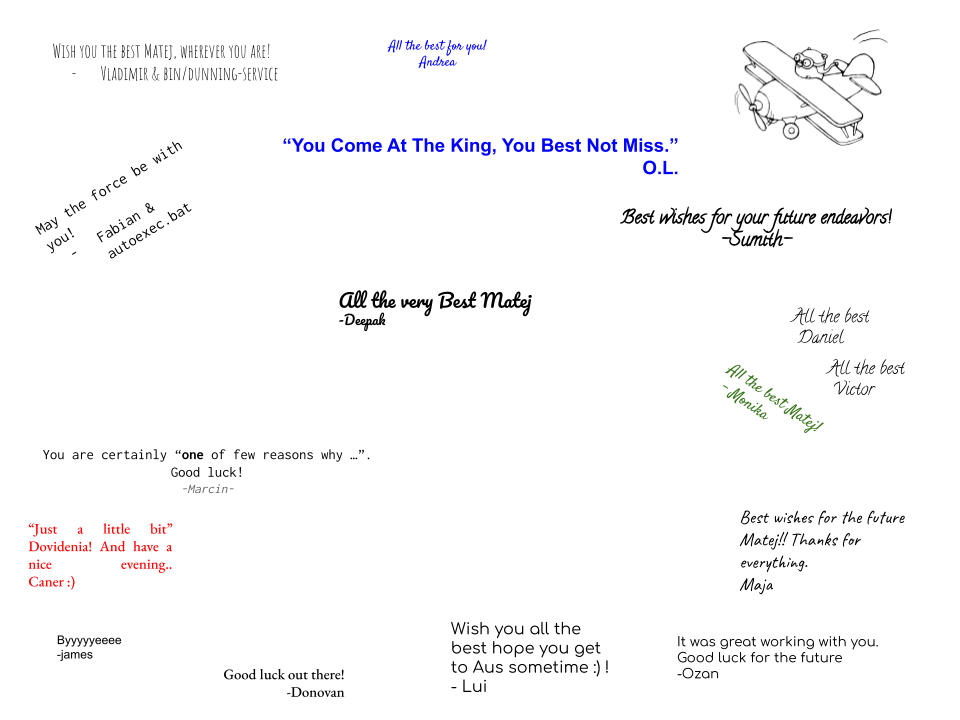 Wish you the best Matej, wherever you are!
- Vladimir & bin/dunning-service
All the best for you!
Andrea
“You Come At The King, You Best Not Miss.”
O.L.
May the force be with
you!
- Fabian &
autoexec.bat
Best wishes for your future endeavors!
-Sumith-
All the very Best Matej
-Deepak
All the best
Daniel
All the best
Victor
All the best Matej!
- Monika
You are certainly “one of few reasons why …”.
Good luck!
-Marcin-
“Just a little bit”
Dovidenia! And have a
nice evening..
Caner :)
Best wishes for the future
Matej!! Thanks for
everything.
Maja
Byyyyyeeee
-james
Good luck out there!
-Donovan
Wish you all the
best hope you get
to Aus sometime :) !
- Lui
It was great working with you.
Good luck for the future
-Ozan